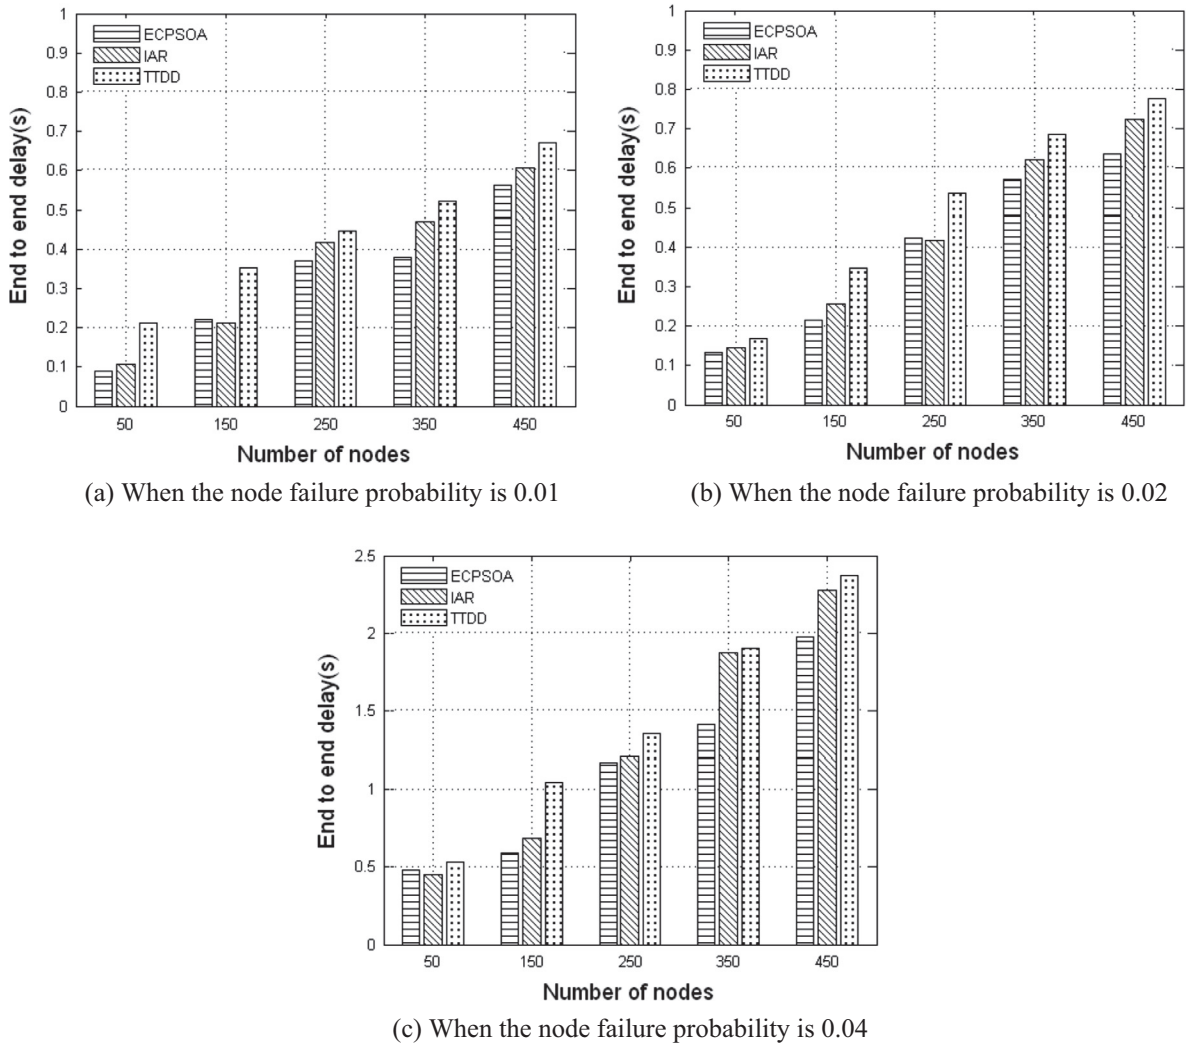 1
0.9
0.8
0.7
0.6
0.5
0.4
0.3
0.2
0.1
0
End to end delay(s)
ECPSOA
IAR
TTDD
50 150 250 350 450
Number of nodes
(a) When the node failure probability is 0.01
1
0.9
0.8
0.7
0.6
0.5
0.4
0.3
0.2
0.1
0
End to end delay(s)
ECPSOA
IAR
TTDD
50 150 250 350 450
Number of nodes
(b) When the node failure probability is 0.02
2.5
2
1.5
1
0.5
0
End to end delay(s)
ECPSOA
IAR
TTDD
50 150 250 350 450
Number of nodes
(c) When the node failure probability is 0.04